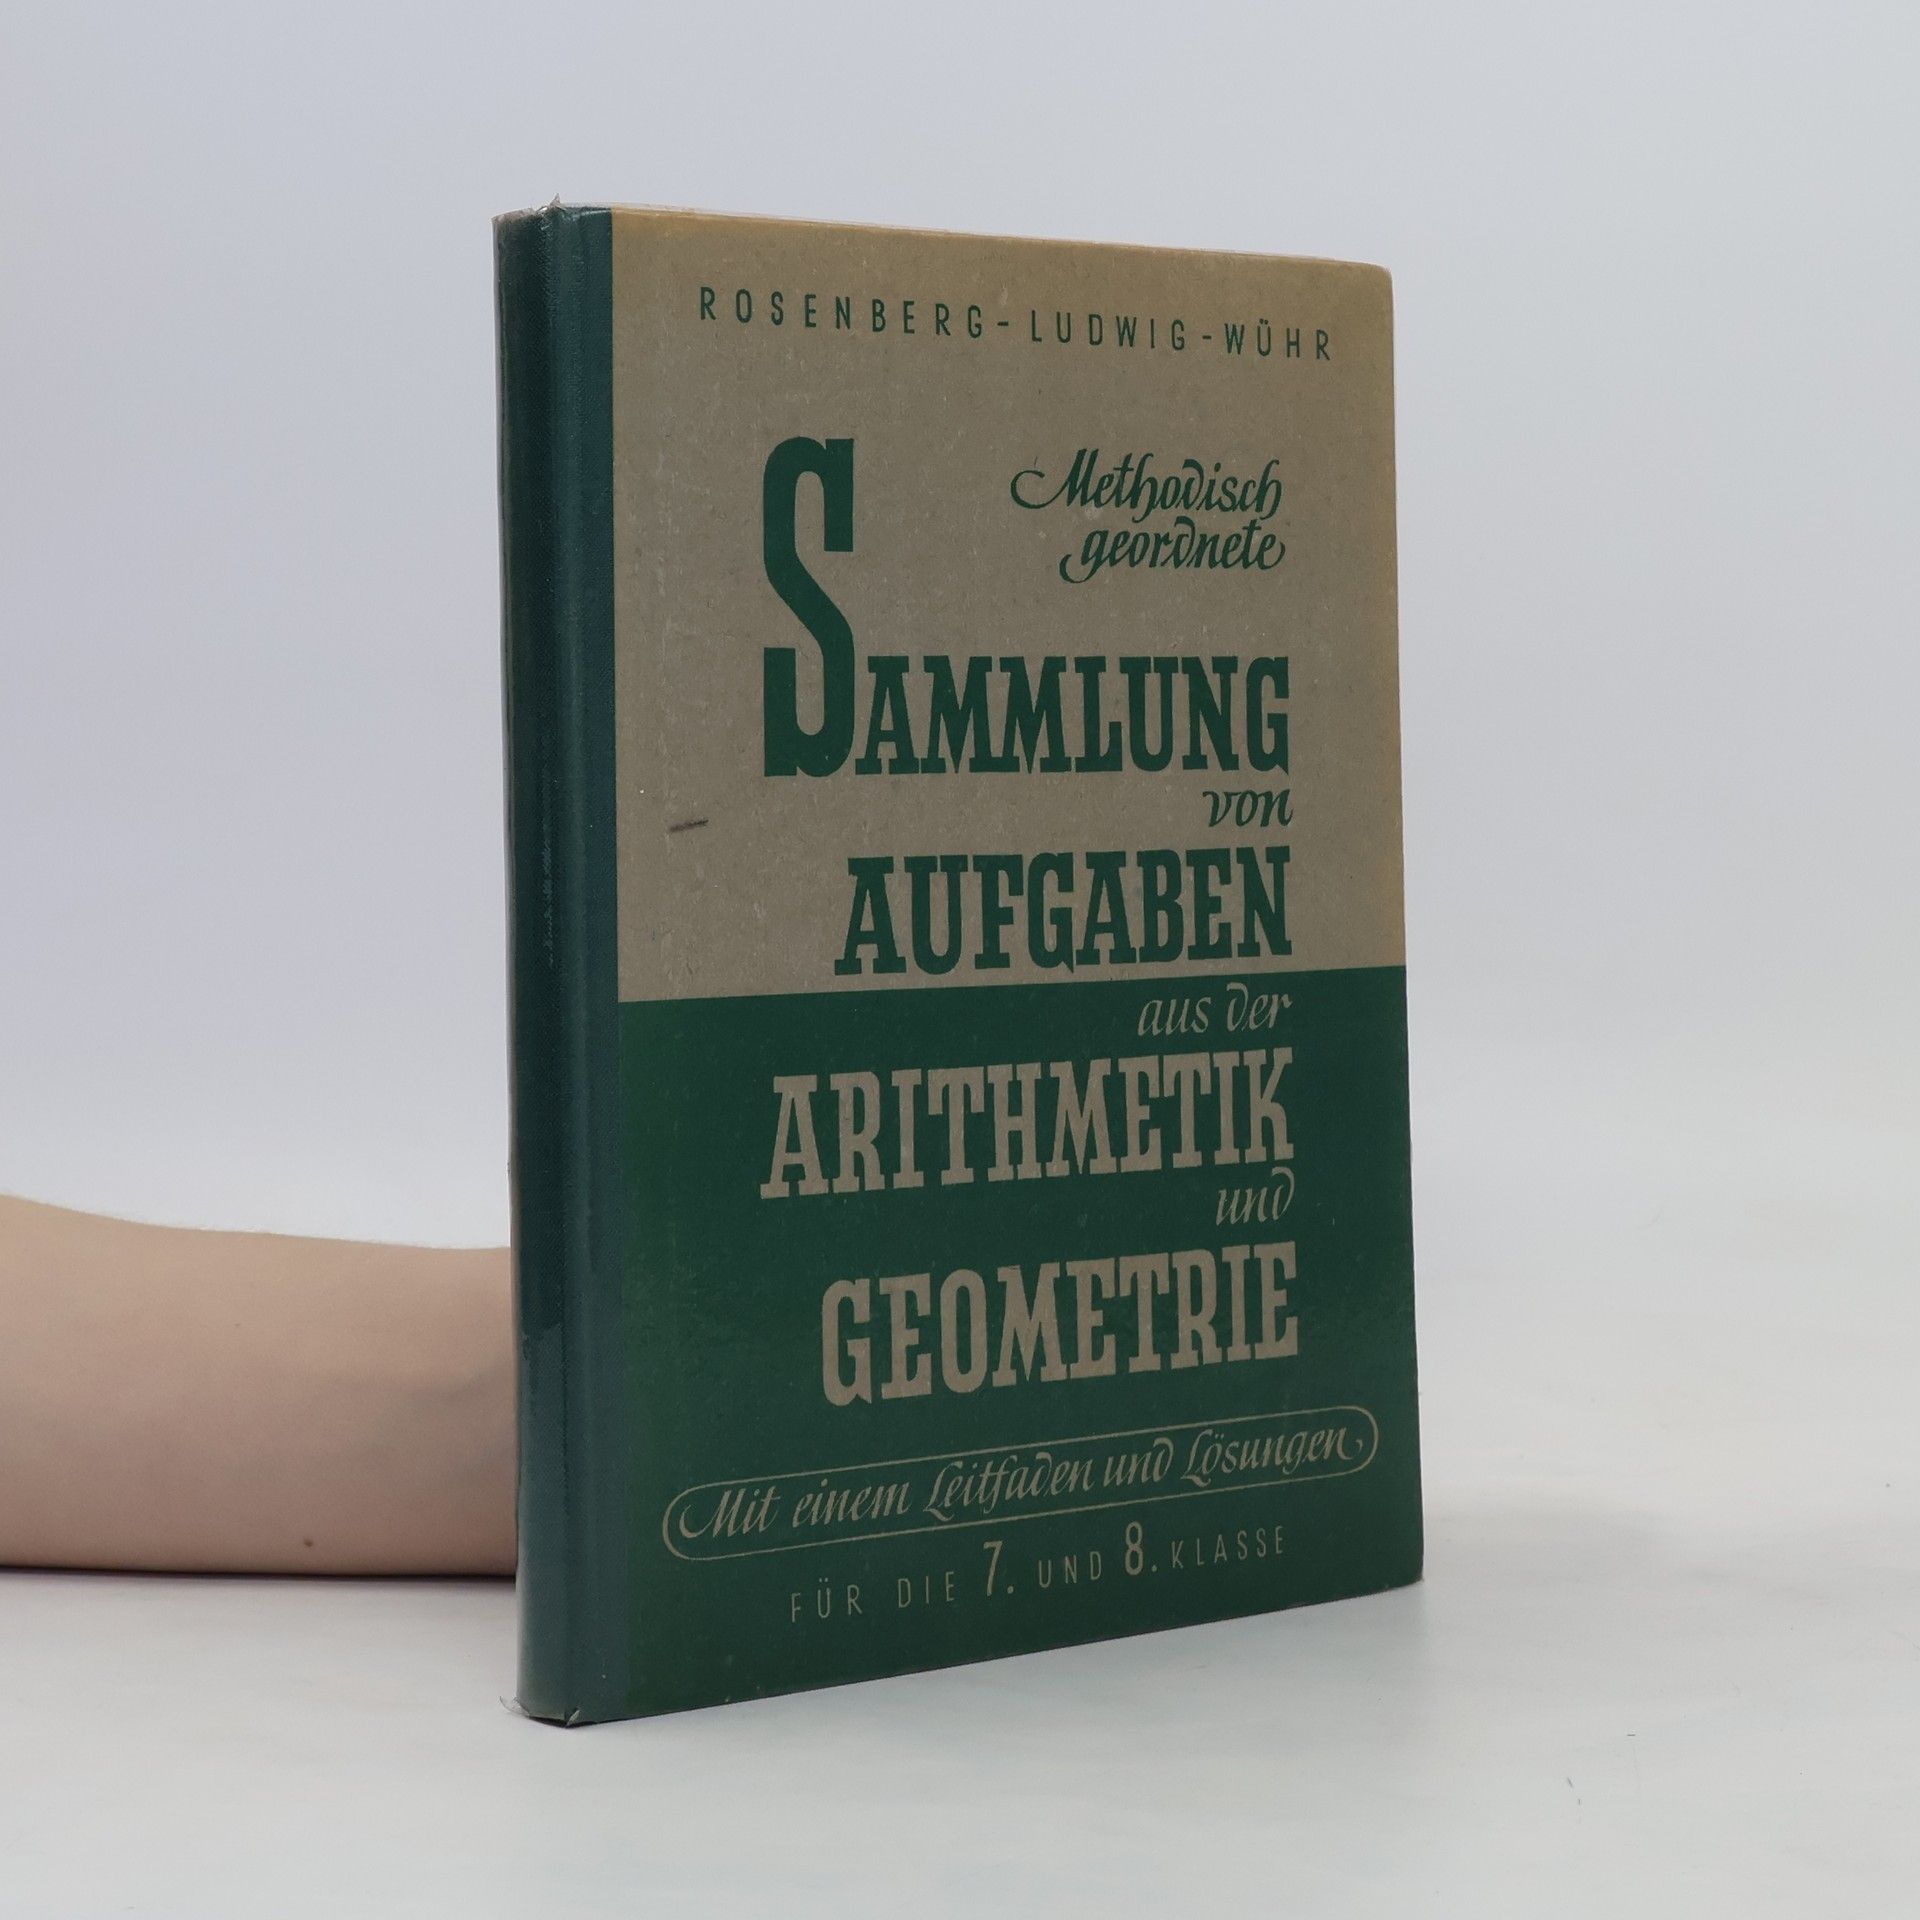 ROSENBERG-LUDWIG-WÜHR
Methodisch
geordnete
SAMMLUNG
von
AUFGABEN
aus der
ARITHMETIK
und
GEOMETRIE
Mit einem Leitfaden und Lösungen
FÜR DIE 7. UND 8. KLASSE